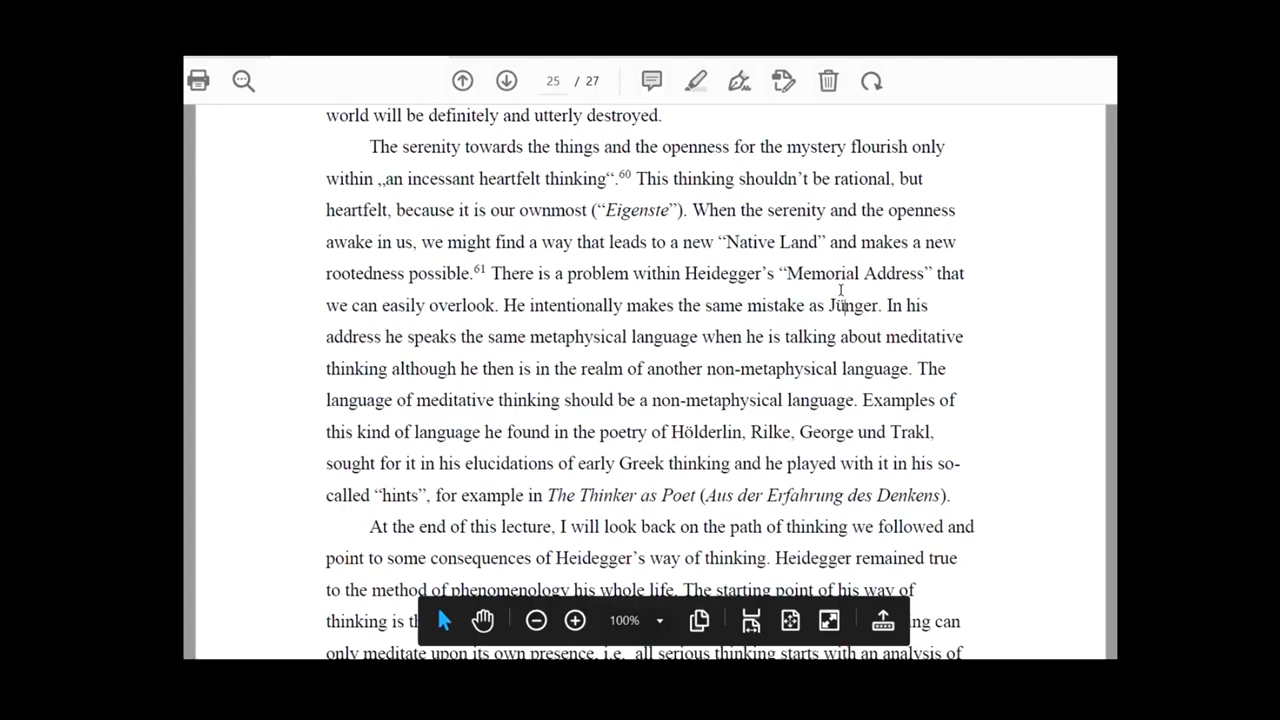 25 / 27
world will be definitely and utterly destroyed.
The serenity towards the things and the openness for the mystery flourish only
within „an incessant heartfelt thinking“.60 This thinking shouldn’t be rational, but
heartfelt, because it is our ownmost (“Eigenste”). When the serenity and the openness
awake in us, we might find a way that leads to a new “Native Land” and makes a new
rootedness possible.61 There is a problem within Heidegger’s “Memorial Address” that
we can easily overlook. He intentionally makes the same mistake as Jünger. In his
address he speaks the same metaphysical language when he is talking about meditative
thinking although he then is in the realm of another non-metaphysical language. The
language of meditative thinking should be a non-metaphysical language. Examples of
this kind of language he found in the poetry of Hölderlin, Rilke, George und Trakl,
sought for it in his elucidations of early Greek thinking and he played with it in his so-
called “hints”, for example in The Thinker as Poet (Aus der Erfahrung des Denkens).
At the end of this lecture, I will look back on the path of thinking we followed and
point to some consequences of Heidegger’s way of thinking. Heidegger remained true
to the method of phenomenology his whole life. The starting point of his way of
thinking is can
100%
only meditate upon its own presence, i.e. all serious thinking starts with an analysis of